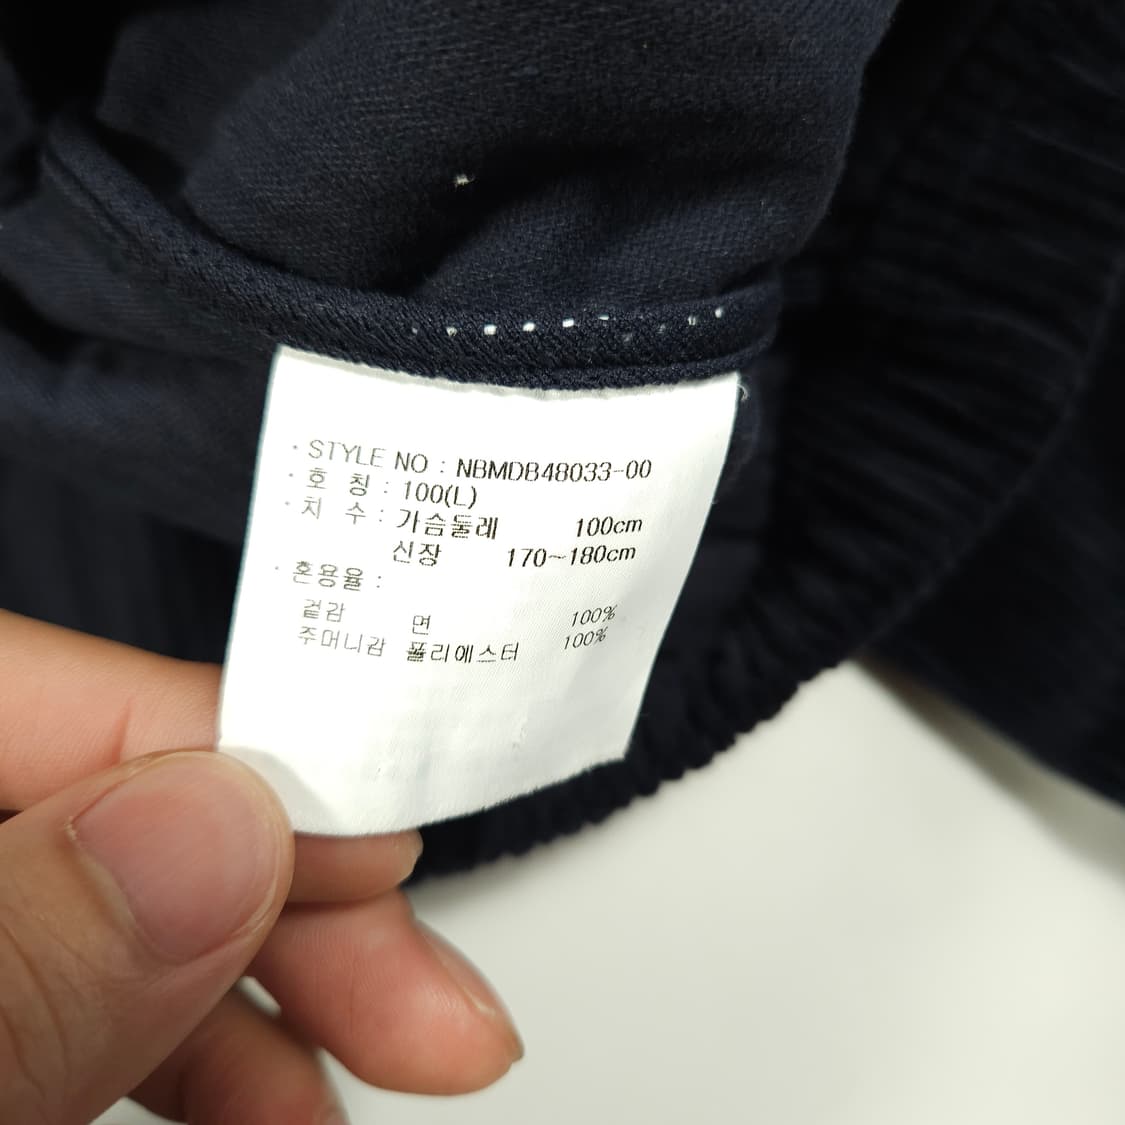 · STYLE NO : NBMDB48033-00
· 호 칭 : 100(L)
· 치 수 : 가슴둘레 100cm
신장 170~180cm
· 혼용율 :
겉감 면 100%
주머니감 폴리에스터 100%